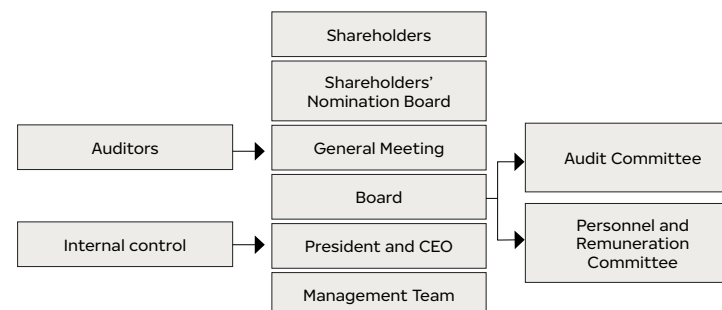 Shareholders
Shareholders’
Nomination Board
Auditors
General Meeting
Audit Committee
Board
Internal control
President and CEO
Personnel and
Remuneration
Committee
Management Team